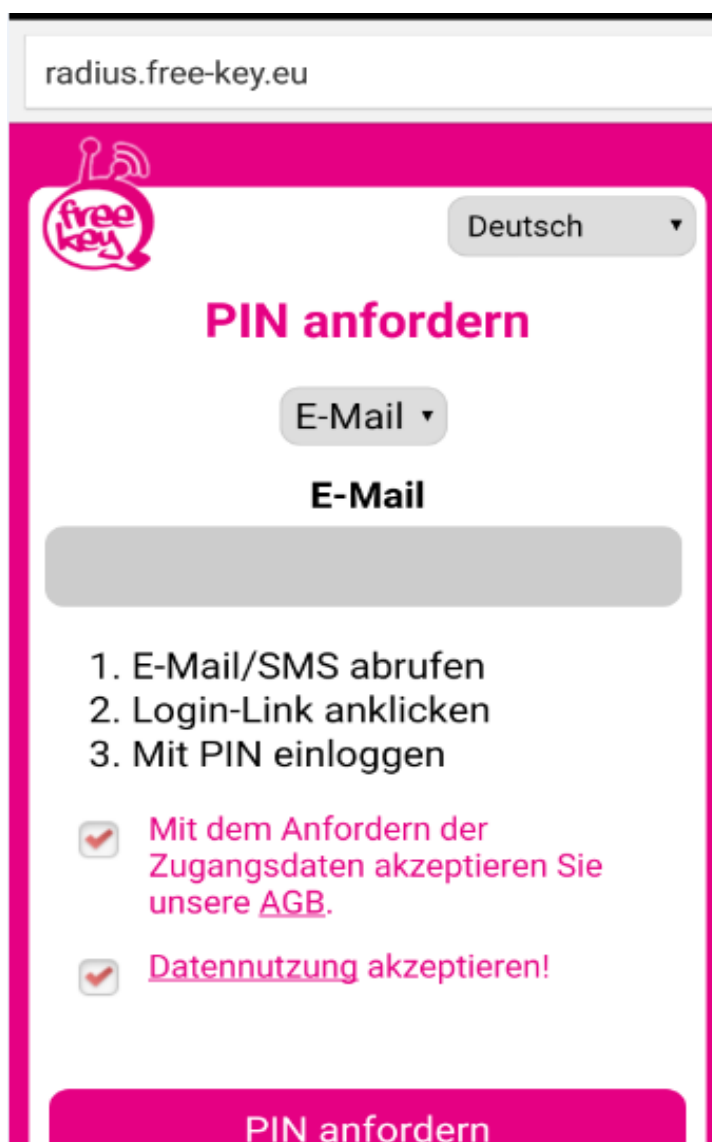 radius.free-key.eu
free
key
Deutsch
PIN anfordern
E-Mail
E-Mail
1. E-Mail/SMS abrufen
2. Login-Link anklicken
3. Mit PIN einloggen
Mit dem Anfordern der
Zugangsdaten akzeptieren Sie
unsere AGB.
Datennutzung akzeptieren!
PIN anfordern